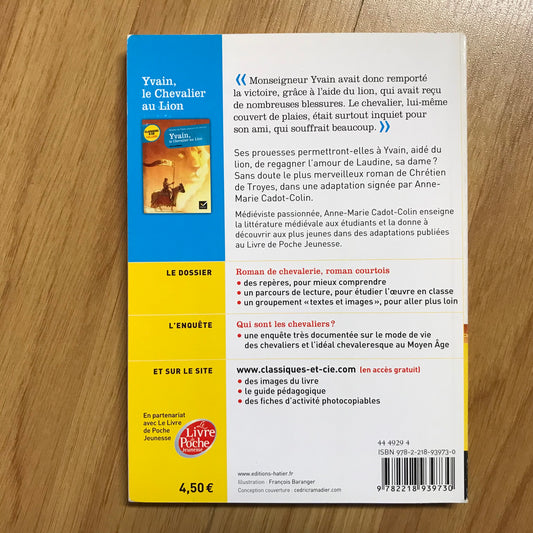 Yvain,
le Chevalier
au Lion
Yvain,
le Chevalier au Lion
« Monseigneur Yvain avait donc remporté
la victoire, grâce à l'aide du lion, qui avait reçu
de nombreuses blessures. Le chevalier, lui-même
couvert de plaies, était surtout inquiet pour
son ami, qui souffrait beaucoup. »
Ses prouesses permettront-elles à Yvain, aidé du
lion, de regagner l'amour de Laudine, sa dame ?
Sans doute le plus merveilleux roman de Chrétien
de Troyes, dans une adaptation signée par Anne-
Marie Cadot-Colin.
Médiéviste passionnée, Anne-Marie Cadot-Colin enseigne
la littérature médiévale aux étudiants et la donne à
découvrir aux plus jeunes dans des adaptations publiées
au Livre de Poche Jeunesse.
LE DOSSIER
Roman de chevalerie, roman courtois
• des repères, pour mieux comprendre
• un parcours de lecture, pour étudier l'œuvre en classe
• un groupement « textes et images », pour aller plus loin
L'ENQUÊTE
Qui sont les chevaliers ?
• une enquête très documentée sur le mode de vie
des chevaliers et l'idéal chevaleresque au Moyen Âge
ET SUR LE SITE
www.classiques-et-cie.com (en accès gratuit)
• des images du livre
• le guide pédagogique
• des fiches d'activité photocopiables
En partenariat
avec Le Livre
de Poche
Jeunesse
Le
Livre
de
Poche
Jeunesse
4,50 €
www.editions-hatier.fr
Illustration : François Baranger
Conception couverture : cedricramadier.com
44 4929 4
ISBN 978-2-218-93973-0
9 782218 939730